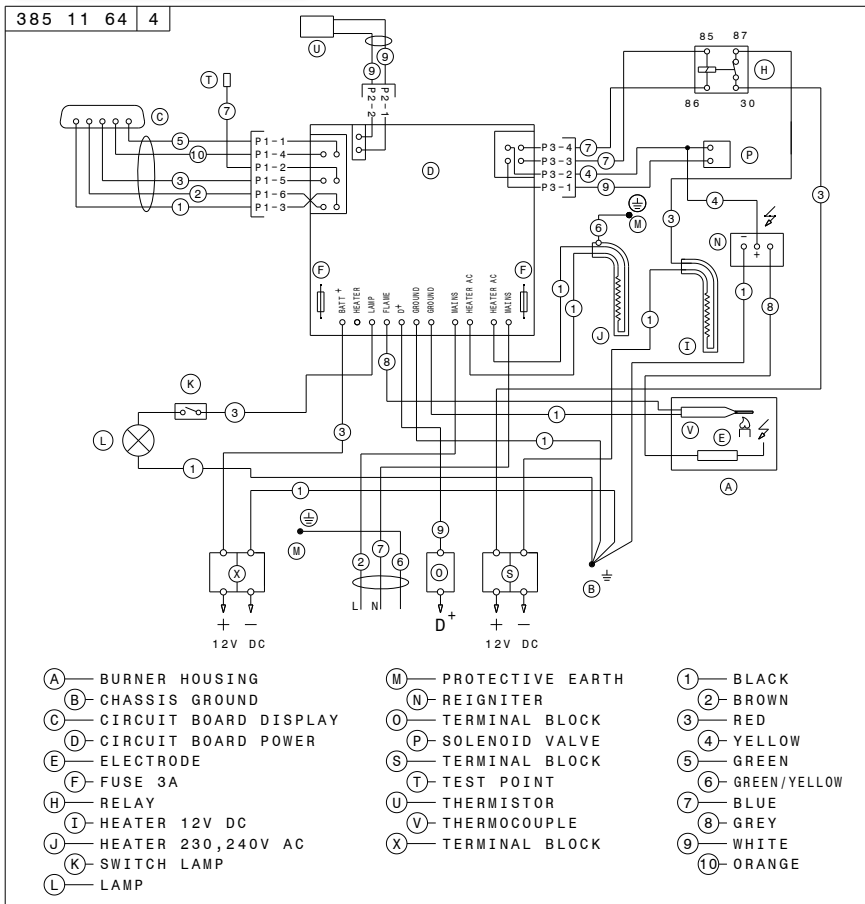 385 11 64 4
U
9
9
T
7
C
P2-2
P2-1
5
10
3
2
1
P1-1
P1-4
P1-2
P1-5
P1-6
P1-3
D
P3-4
P3-3
P3-2
P3-1
7
7
4
9
85 87
86 30
H
P
6
M
4
3
3
N
- +
1
8
F
F
BATT +
HEATER
LAMP
FLAME
D+
GROUND
GROUND
MAINS
HEATER AC
HEATER AC
MAINS
1
1
J
1
I
8
K
3
L
1
3
1
1
V
E
A
1
M
9
2
7
6
X
O
S
B
L N
+ -
12V DC
D+
+ -
12V DC
A BURNER HOUSING
B CHASSIS GROUND
C CIRCUIT BOARD DISPLAY
D CIRCUIT BOARD POWER
E ELECTRODE
F FUSE 3A
H RELAY
I HEATER 12V DC
J HEATER 230,240V AC
K SWITCH LAMP
L LAMP
M PROTECTIVE EARTH
N REIGNITER
O TERMINAL BLOCK
P SOLENOID VALVE
S TERMINAL BLOCK
T TEST POINT
U THERMISTOR
V THERMOCOUPLE
X TERMINAL BLOCK
1 BLACK
2 BROWN
3 RED
4 YELLOW
5 GREEN
6 GREEN/YELLOW
7 BLUE
8 GREY
9 WHITE
10 ORANGE